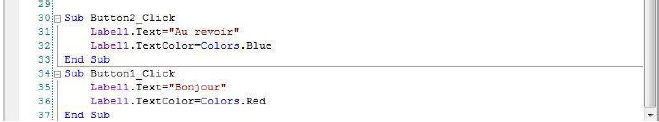 29
30 Sub Button2_Click
31 Label1.Text="Au revoir"
32 Label1.TextColor=Colors.Blue
33 End Sub
34 Sub Button1_Click
35 Label1.Text="Bonjour"
36 Label1.TextColor=Colors.Red
37 End Sub